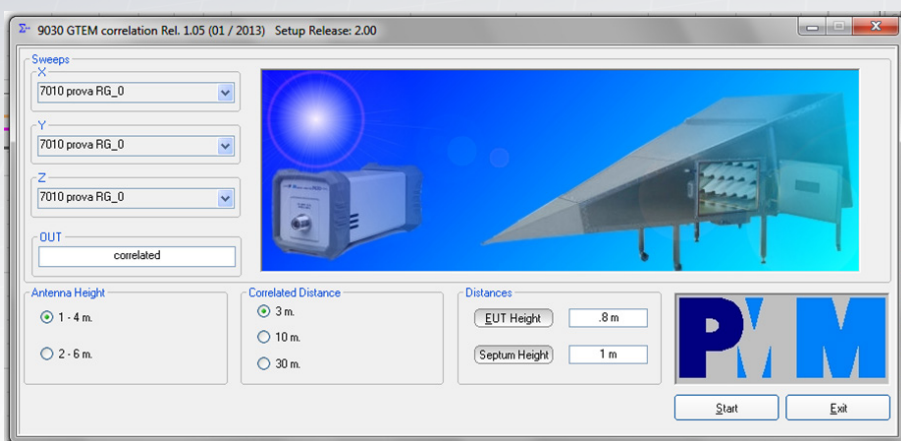 9030 GTEM correlation Rel. 1.05 (01 / 2013) Setup Release: 2.00
Sweeps
X
7010 prova RG_0
Y
7010 prova RG_0
Z
7010 prova RG_0
OUT
correlated
Antenna Height
1 - 4 m.
2 - 6 m.
Correlated Distance
3 m.
10 m.
30 m.
Distances
EUT Height
.8 m
Septum Height
1 m
PMM
Start
Exit